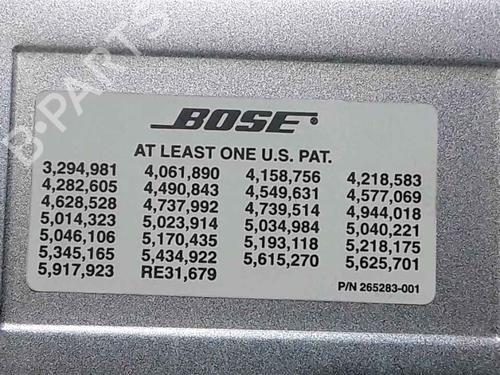 B-PARTS
BOSE®
AT LEAST ONE U.S. PAT.
3,294,981 4,061,890 4,158,756 4,218,583
4,282,605 4,490,843 4,549,631 4,577,069
4,628,528 4,737,992 4,739,514 4,944,018
5,014,323 5,023,914 5,034,984 5,040,221
5,046,106 5,170,435 5,193,118 5,218,175
5,345,165 5,434,922 5,615,270 5,625,701
5,917,923 RE31,679
P/N 265283-001